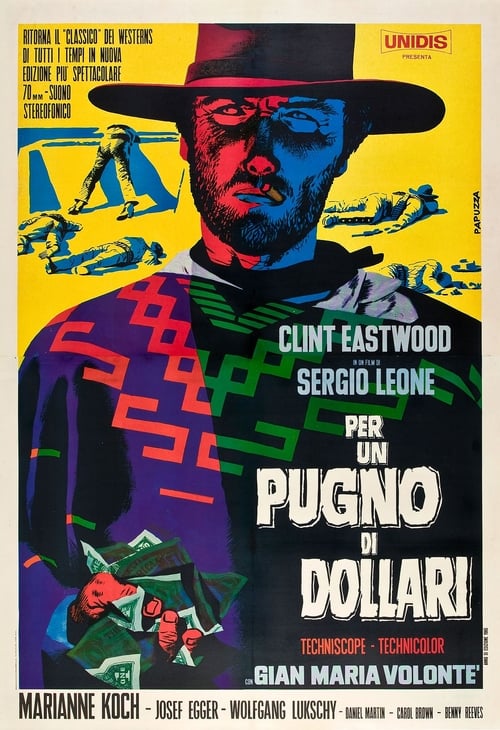 RITORNA IL "CLASSICO" DEI WESTERNS
DI TUTTI I TEMPI IN NUOVA
EDIZIONE PIU' SPETTACOLARE
70 MM - SUONO
STEREOFONICO
UNIDIS
PRESENTA
PAPUZZA
CLINT EASTWOOD
IN UN FILM DI
SERGIO LEONE
PER
UN
PUGNO
DI
DOLLARI
TECHNISCOPE - TECHNICOLOR
CON GIAN MARIA VOLONTE'
MARIANNE KOCH - JOSEF EGGER - WOLFGANG LUKSCHY - DANIEL MARTIN - CAROL BROWN - BENNY REEVES